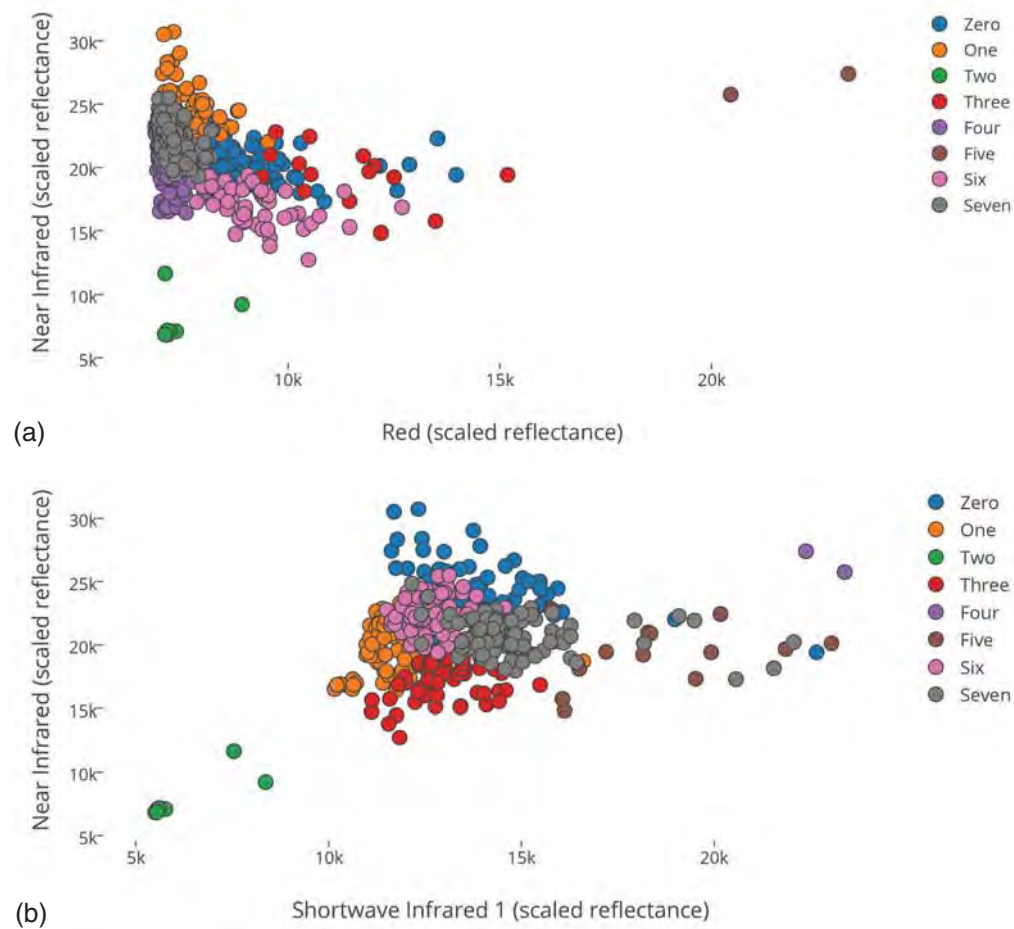 30k
25k
20k
15k
10k
5k
Near Infrared (scaled reflectance)
10k
15k
20k
Red (scaled reflectance)
Zero
One
Two
Three
Four
Five
Six
Seven
(a)
30k
25k
20k
15k
10k
5k
Near Infrared (scaled reflectance)
5k
10k
15k
20k
Shortwave Infrared 1 (scaled reflectance)
Zero
One
Two
Three
Four
Five
Six
Seven
(b)